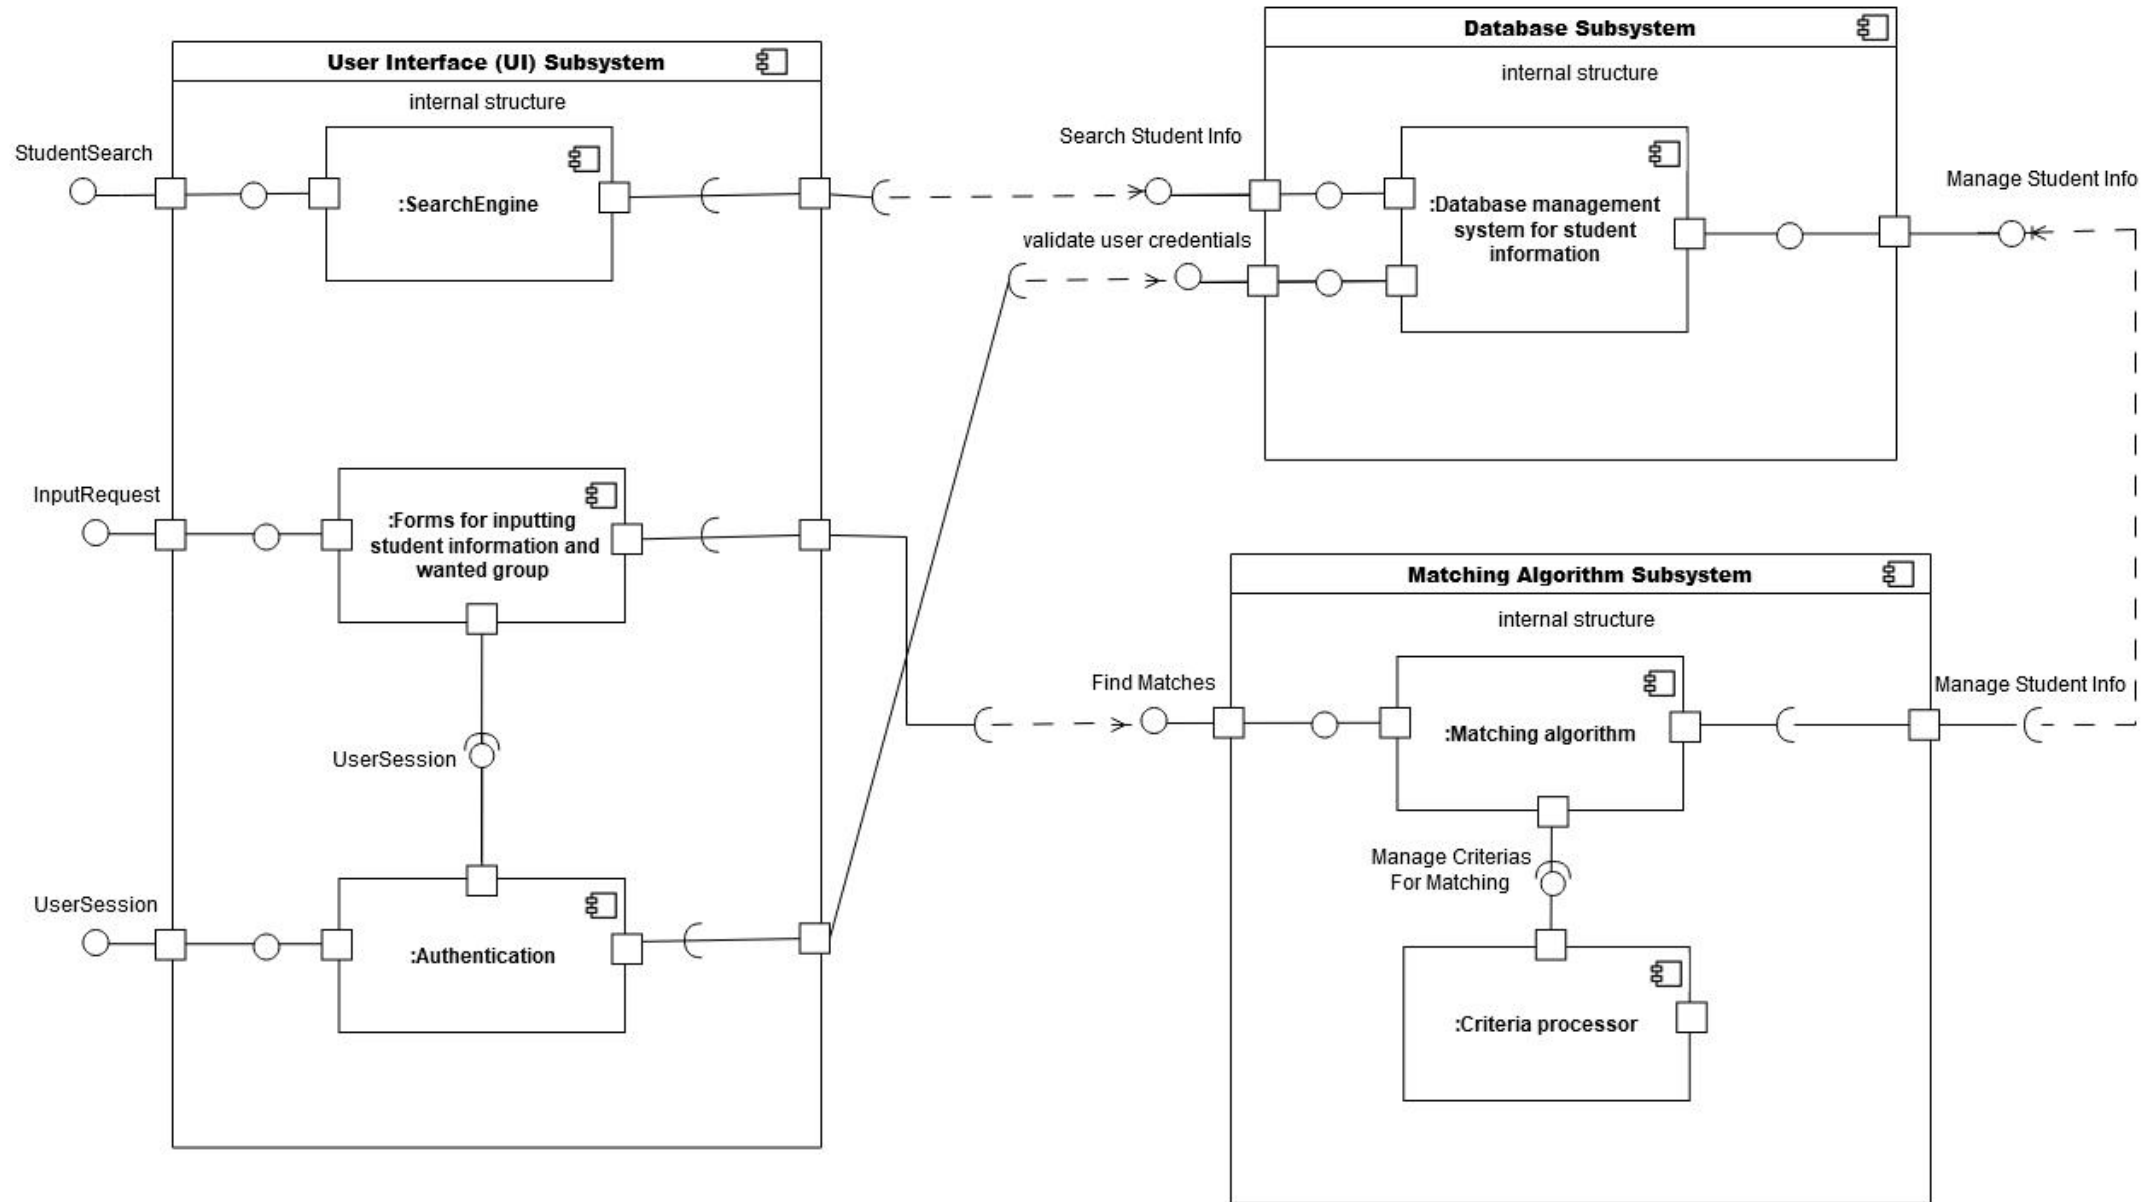 User Interface (UI) Subsystem
internal structure
StudentSearch
:SearchEngine
InputRequest
:Forms for inputting
student information and
wanted group
UserSession
UserSession
:Authentication
Database Subsystem
internal structure
Search Student Info
validate user credentials
:Database management
system for student
information
Manage Student Info
Matching Algorithm Subsystem
internal structure
Find Matches
:Matching algorithm
Manage Student Info
Manage Criterias
For Matching
:Criteria processor